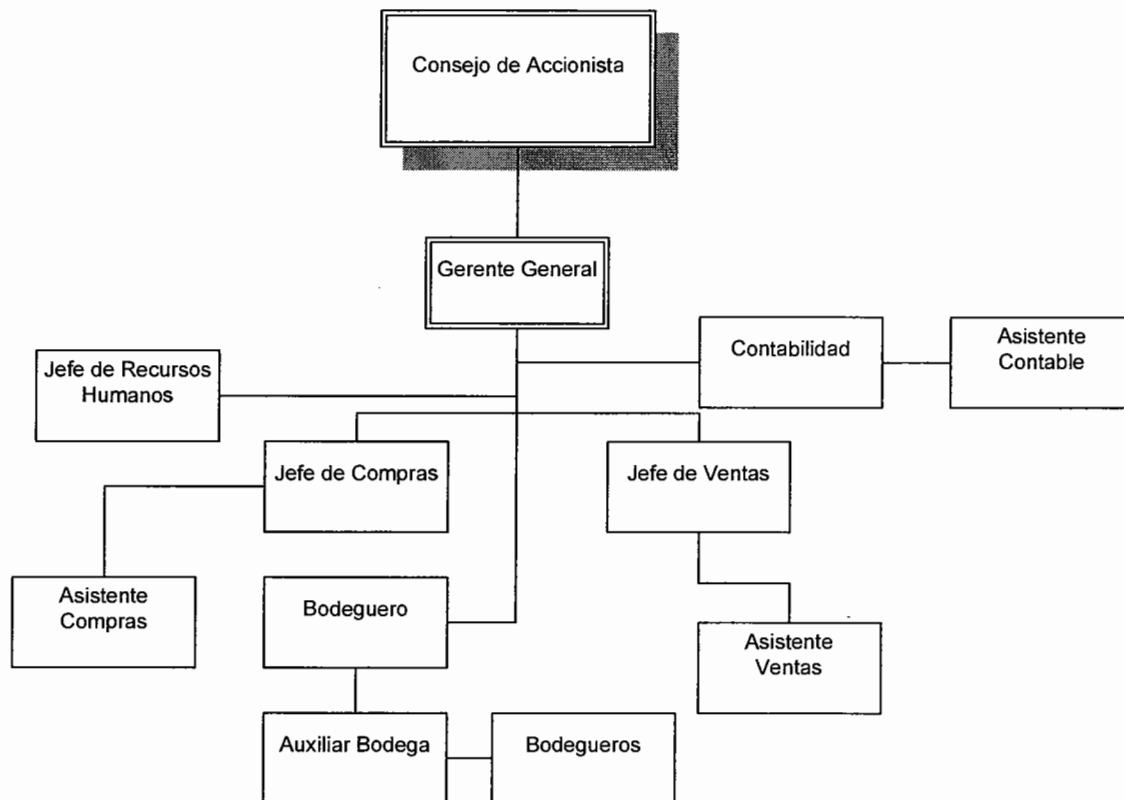 Consejo de Accionista
Gerente General
Contabilidad
Asistente
Contable
Jefe de Recursos
Humanos
Jefe de Compras
Jefe de Ventas
Asistente
Compras
Bodeguero
Asistente
Ventas
Auxiliar Bodega
Bodegueros